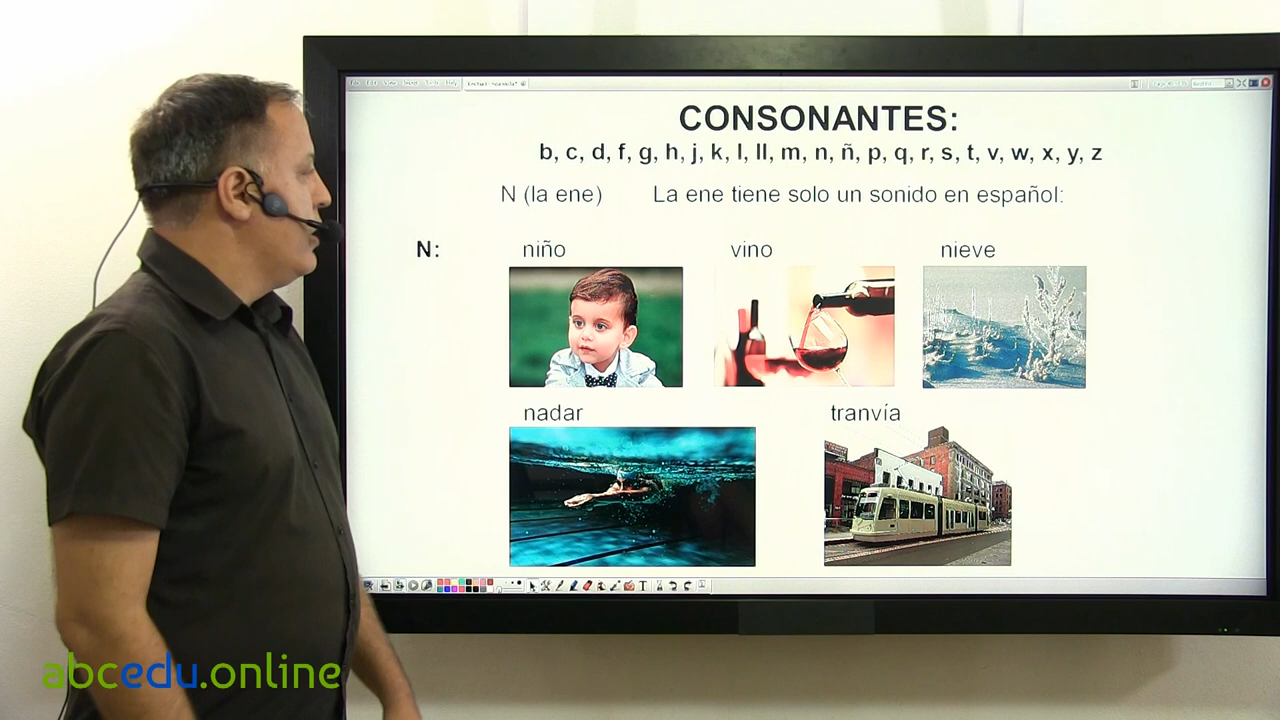 CONSONANTES:
b, c, d, f, g, h, j, k, l, ll, m, n, ñ, p, q, r, s, t, v, w, x, y, z
N (la ene) La ene tiene solo un sonido en español:
N: niño vino nieve
nadar tranvía
abcedu.online